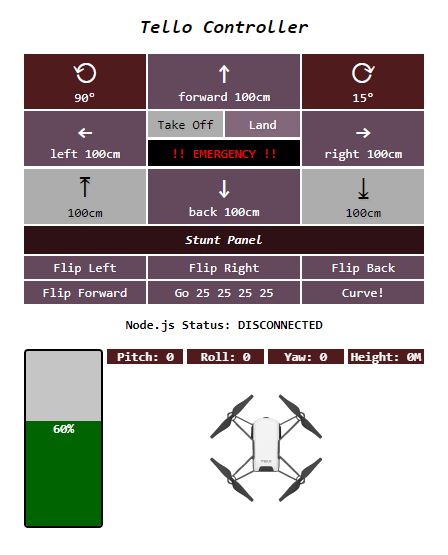 Tello Controller
90° forward 100cm 15°
Take Off Land
left 100cm !! EMERGENCY !! right 100cm
100cm back 100cm 100cm
Stunt Panel
Flip Left Flip Right Flip Back
Flip Forward Go 25 25 25 25 Curve!
Node.js Status: DISCONNECTED
Pitch: 0 Roll: 0 Yaw: 0 Height: 0M
60%